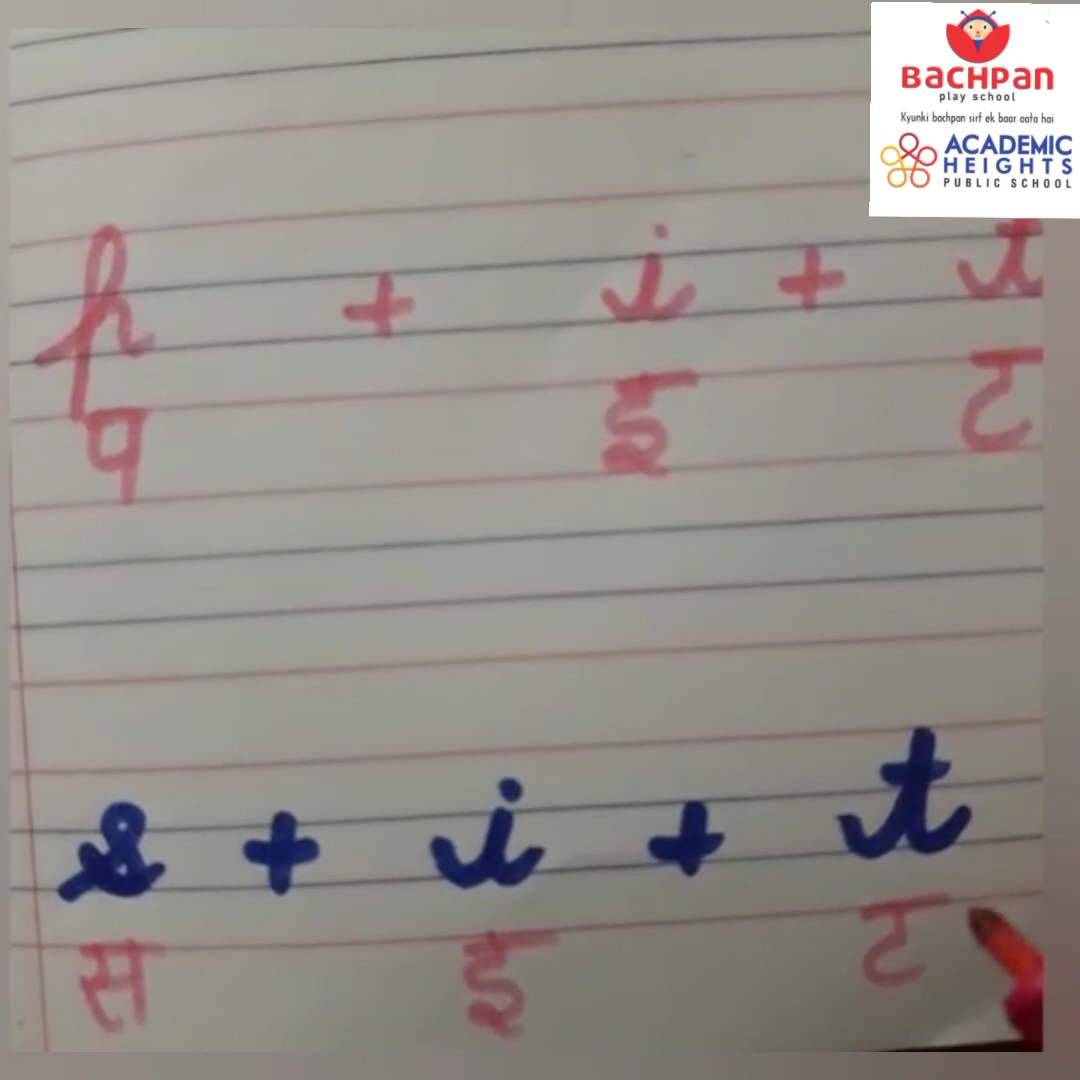 BACHPAN
play school
Kyunki bachpan sirf ek baar aata hai
ACADEMIC
HEIGHTS
PUBLIC SCHOOL
p + i + t
प इ ट
s + i + t
स इ ट